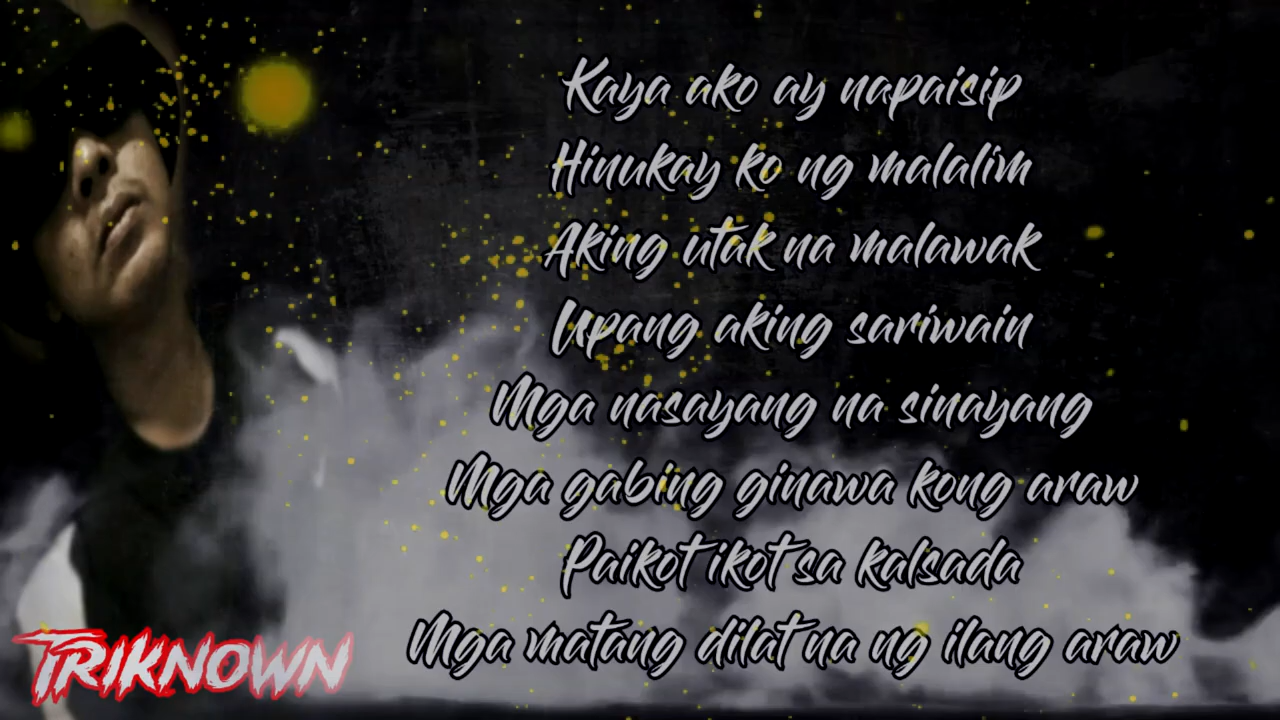 Kaya ako ay napaisip
Hinukay ko ng malalim
Aking utak na malawak
Upang aking sariwain
Mga nasayang na sinayang
Mga gabing ginawa kong araw
Paikot ikot sa kalsada
Mga matang dilat na ng ilang araw
TRIKNOWN